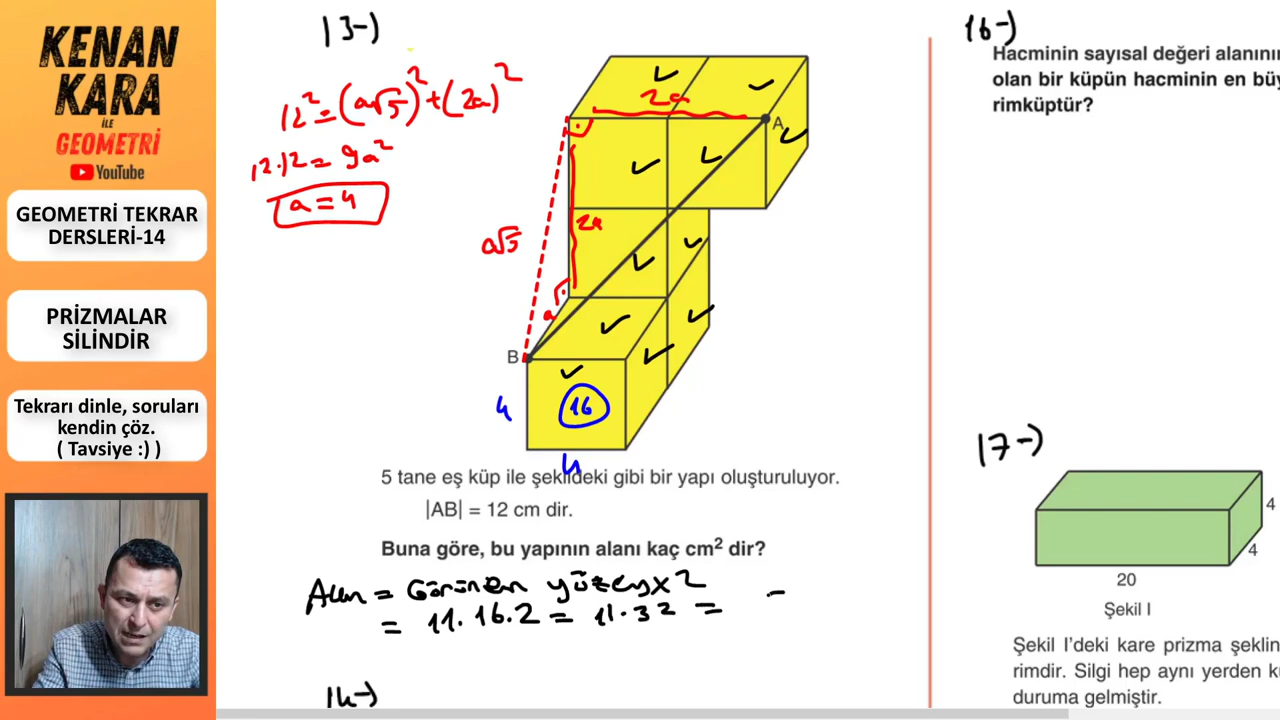 KENAN
KARA
İLE
GEOMETRİ
YouTube
GEOMETRİ TEKRAR
DERSLERİ-14
PRİZMALAR
SİLİNDİR
Tekrarı dinle, soruları
kendin çöz.
( Tavsiye :) )
13-)
12² = (a√5)² + (2a)²
12.12 = 9a²
a = 4
2a
A
2a
a√5
a
B
4
16
4
5 tane eş küp ile şekildeki gibi bir yapı oluşturuluyor.
|AB| = 12 cm dir.
Buna göre, bu yapının alanı kaç cm² dir?
Alan = Görünen yüzey x 2
= 11.16.2 = 11.32 =
14-)
16-)
Hacminin sayısal değeri alanının
olan bir küpün hacminin en bü
rimküptür?
17-)
4
4
20
Şekil I
Şekil I’deki kare prizma şeklin
rimdir. Silgi hep aynı yerden ku
duruma gelmiştir.